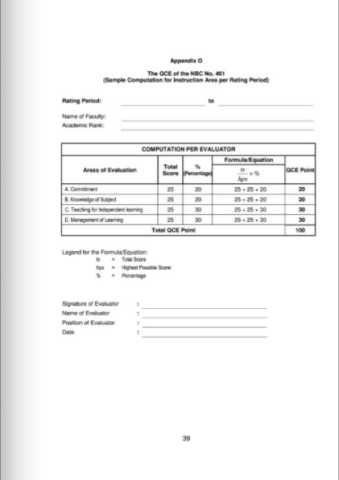 Appendix D
The QCE of the NBC No. 461
(Sample Computation for Instruction Area per Rating Period)
Rating Period: to
Name of Faculty:
Academic Rank:
COMPUTATION PER EVALUATOR
Areas of Evaluation Total Score % (Percentage) Formula/Equation ts/hps × % QCE Point
A. Commitment 25 20 25 ÷ 25 × 20 20
B. Knowledge of Subject 25 20 25 ÷ 25 × 20 20
C. Teaching for Independent learning 25 30 25 ÷ 25 × 30 30
D. Management of Learning 25 30 25 ÷ 25 × 30 30
Total QCE Point 100
Legend for the Formula/Equation:
ts = Total Score
hps = Highest Possible Score
% = Percentage
Signature of Evaluator :
Name of Evaluator :
Position of Evaluator :
Date :
39